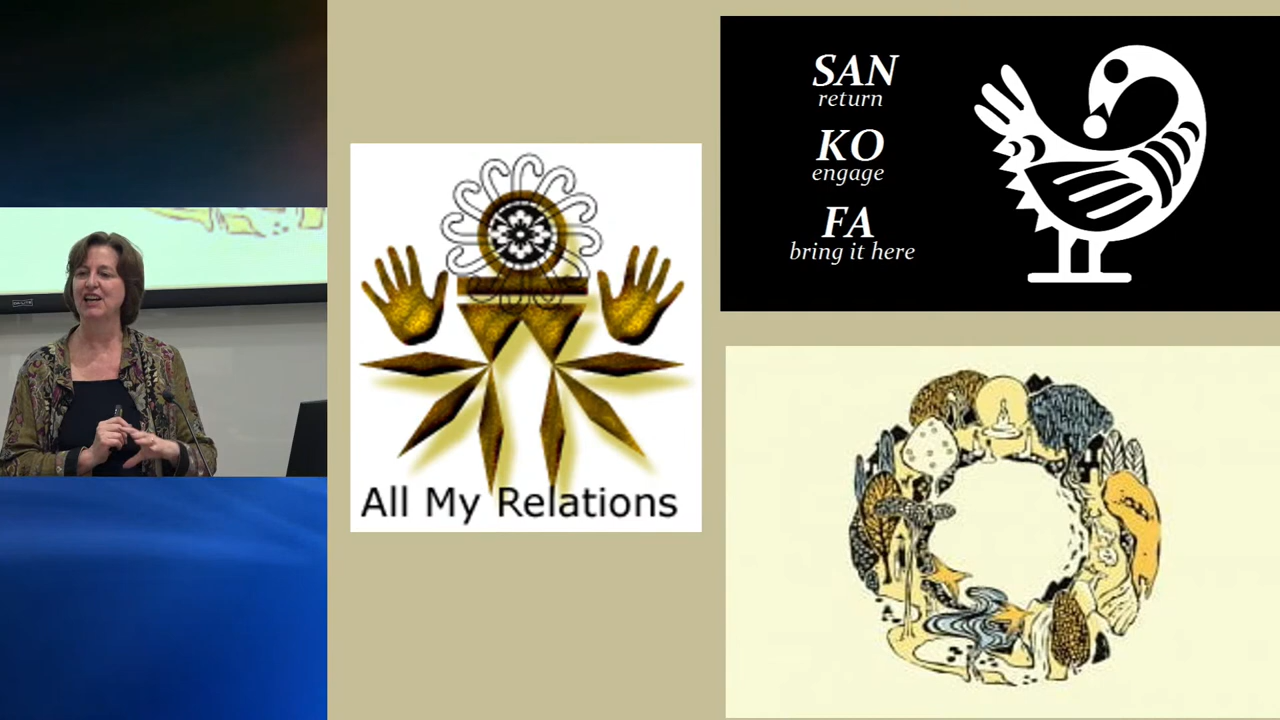 SAN
return
KO
engage
FA
bring it here
All My Relations